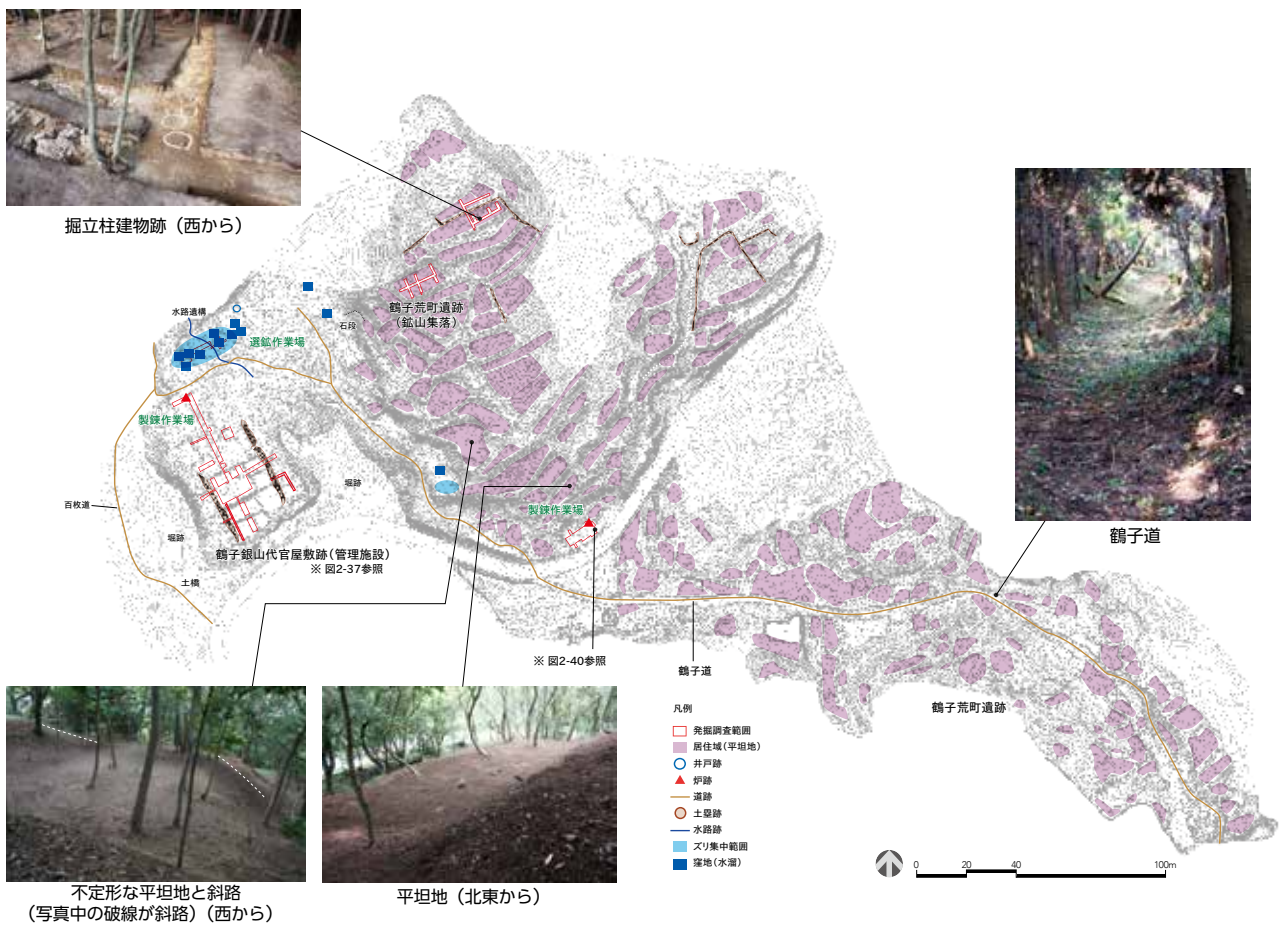 掘立柱建物跡（西から）
水路遺構
選鉱作業場
石段
鶴子荒町遺跡
（鉱山集落）
製錬作業場
百枚道
堀跡
堀跡
土橋
鶴子銀山代官屋敷跡（管理施設）
※ 図2-37参照
製錬作業場
※ 図2-40参照
鶴子道
鶴子道
鶴子荒町遺跡
凡例
発掘調査範囲
居住域（平坦地）
井戸跡
炉跡
道跡
土塁跡
水路跡
ズリ集中範囲
窪地（水溜）
0 20 40 100m
不定形な平坦地と斜路
（写真中の破線が斜路）（西から）
平坦地（北東から）